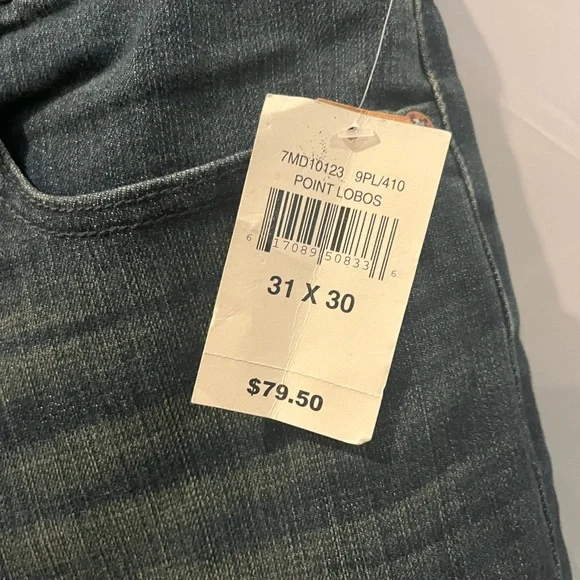 7MD10123 9PL/410
POINT LOBOS
6 17089 50833 6
31 X 30
$79.50